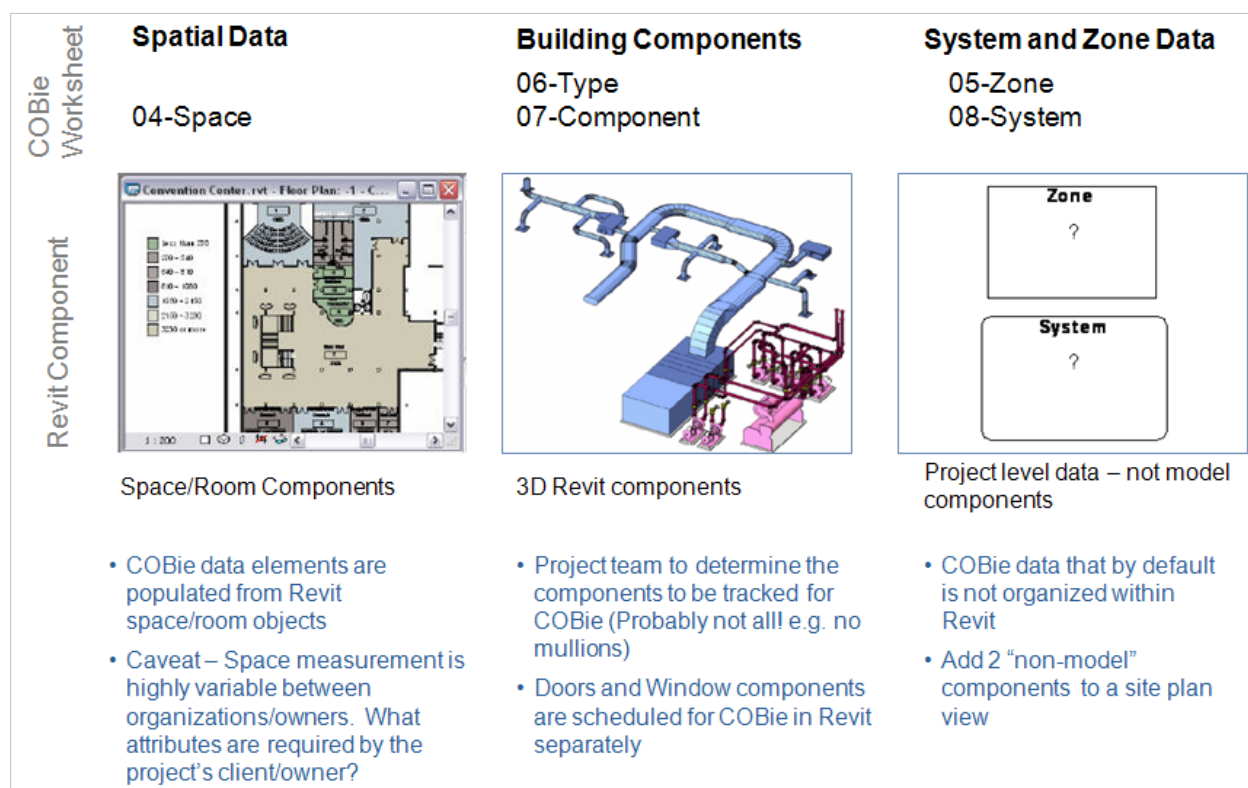 COBie
Worksheet
Spatial Data
04-Space
Building Components
06-Type
07-Component
System and Zone Data
05-Zone
08-System
Revit Component
Convention Center.rvt - Floor Plan: -1 - C...
1 : 200
Zone
?
System
?
Space/Room Components
3D Revit components
Project level data – not model
components
• COBie data elements are
populated from Revit
space/room objects
• Caveat – Space measurement is
highly variable between
organizations/owners. What
attributes are required by the
project's client/owner?
• Project team to determine the
components to be tracked for
COBie (Probably not all! e.g. no
mullions)
• Doors and Window components
are scheduled for COBie in Revit
separately
• COBie data that by default
is not organized within
Revit
• Add 2 “non-model”
components to a site plan
view